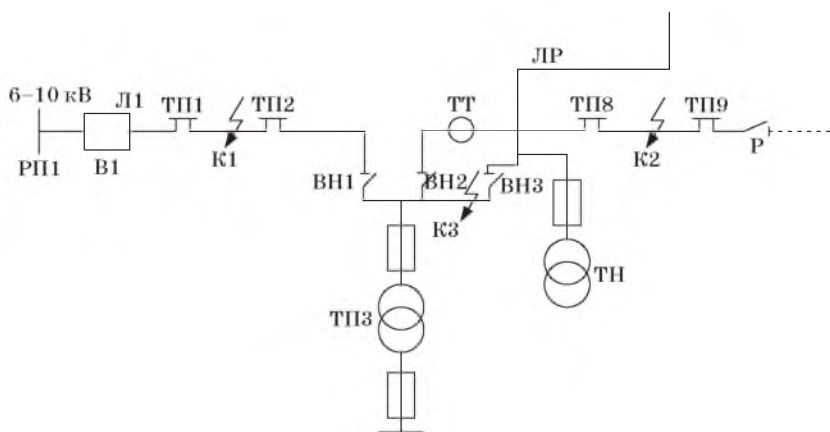 ЛР
6–10 кВ
Л1
ТП1
ТП2
ТТ
ТП8
ТП9
РП1
В1
К1
К2
Р
ВН1
ВН2
ВН3
К3
ТН
ТП3